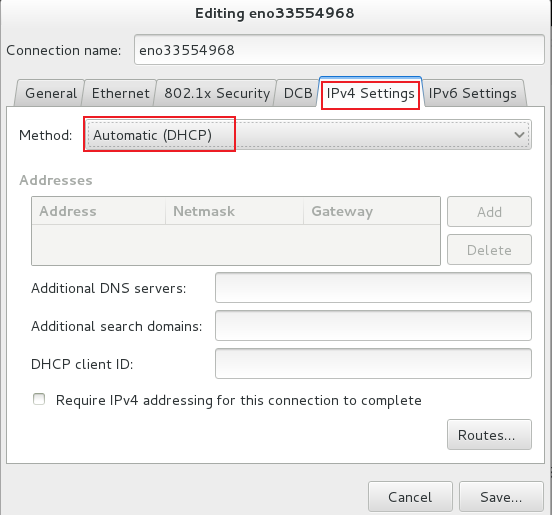 Editing eno33554968
Connection name: eno33554968
General Ethernet 802.1x Security DCB IPv4 Settings IPv6 Settings
Method: Automatic (DHCP)
Addresses
Address Netmask Gateway Add
Delete
Additional DNS servers:
Additional search domains:
DHCP client ID:
Require IPv4 addressing for this connection to complete
Routes...
Cancel Save...